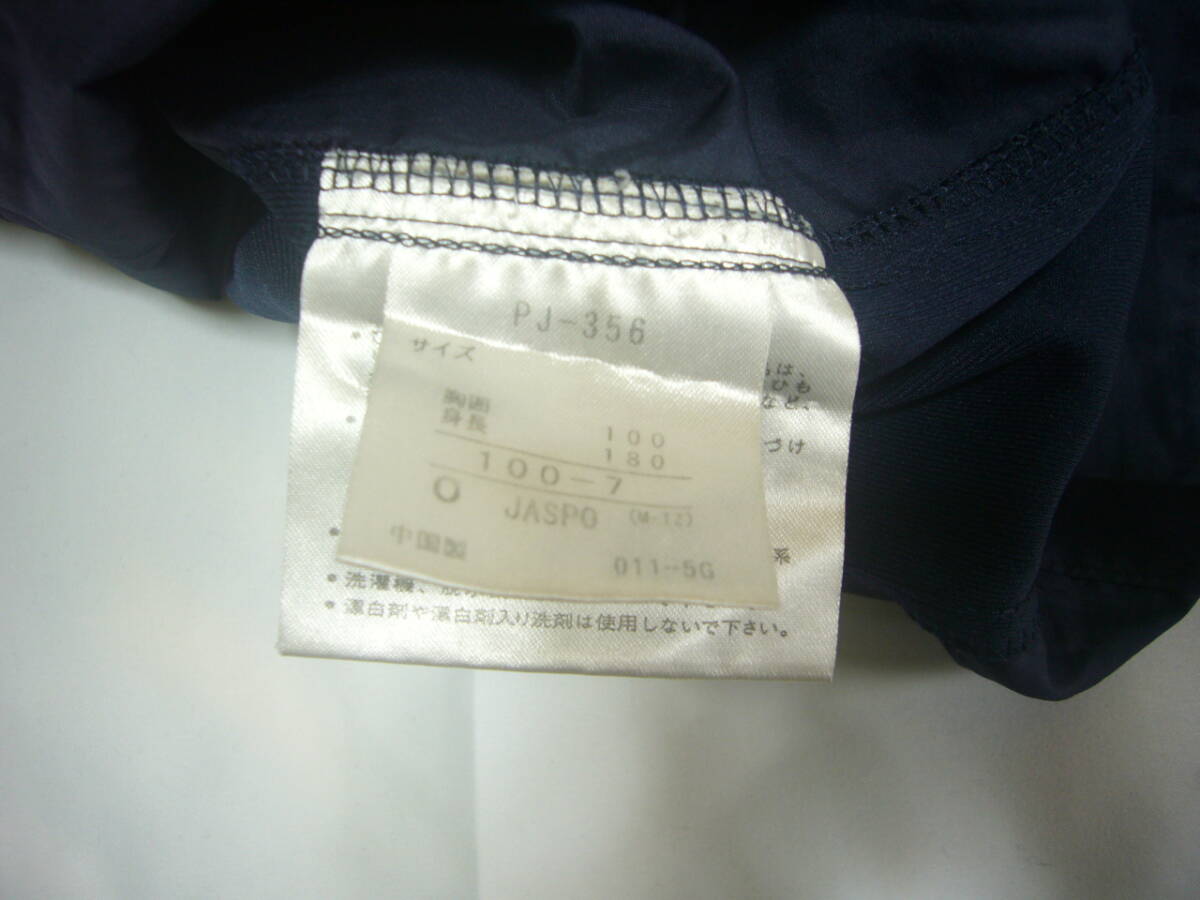 PJ-356
サイズ
胸囲 100
身長 180
100-7
O JASPO (M-12)
中国製 011-5G
は、
ひも
など、
づけ
系
・洗濯機、脱水
・漂白剤や漂白剤入り洗剤は使用しないで下さい。